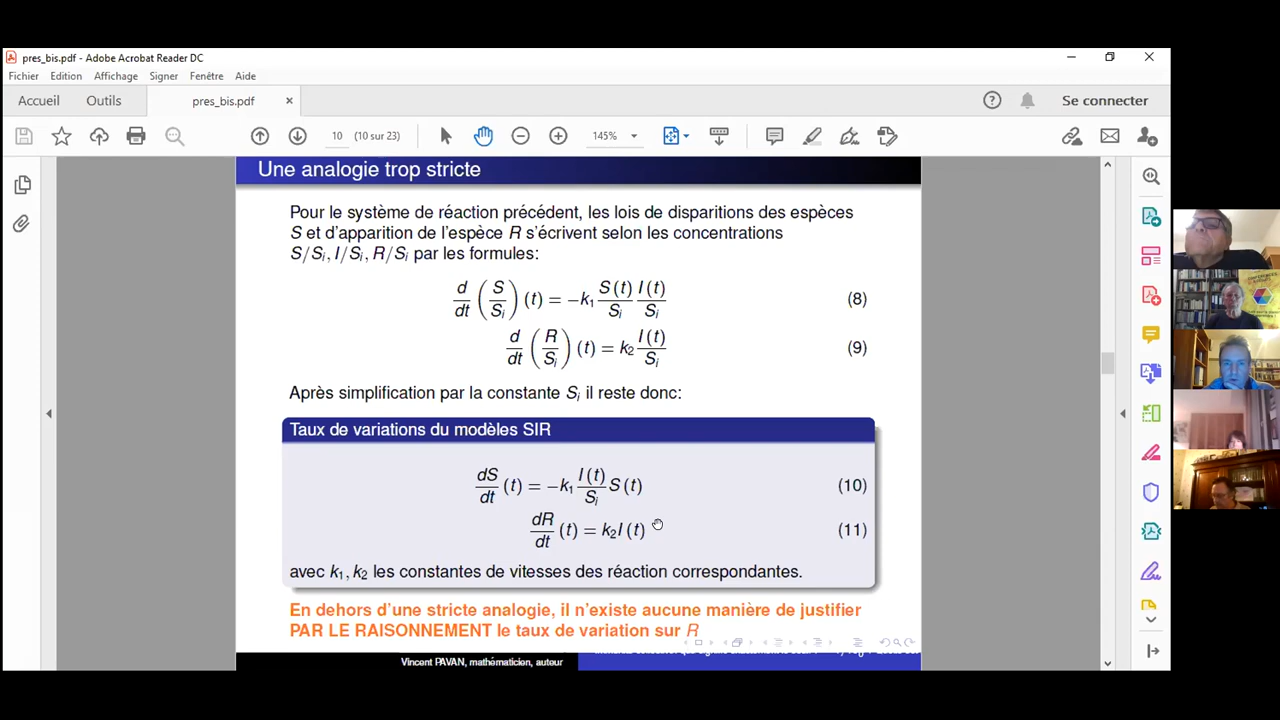 pres_bis.pdf - Adobe Acrobat Reader DC
Fichier Edition Affichage Signer Fenêtre Aide
Accueil Outils pres_bis.pdf × Se connecter
10 (10 sur 23) 145%
Une analogie trop stricte
Pour le système de réaction précédent, les lois de disparitions des espèces
S et d'apparition de l'espèce R s'écrivent selon les concentrations
S/Sᵢ, I/Sᵢ, R/Sᵢ par les formules:
d/dt (S/Sᵢ) (t) = −k₁ S(t)/Sᵢ I(t)/Sᵢ (8)
d/dt (R/Sᵢ) (t) = k₂ I(t)/Sᵢ (9)
Après simplification par la constante Sᵢ il reste donc:
Taux de variations du modèles SIR
dS/dt (t) = −k₁ I(t)/Sᵢ S(t) (10)
dR/dt (t) = k₂I(t) (11)
avec k₁, k₂ les constantes de vitesses des réaction correspondantes.
En dehors d'une stricte analogie, il n'existe aucune manière de justifier
PAR LE RAISONNEMENT le taux de variation sur R
Vincent PAVAN, mathématicien, auteur